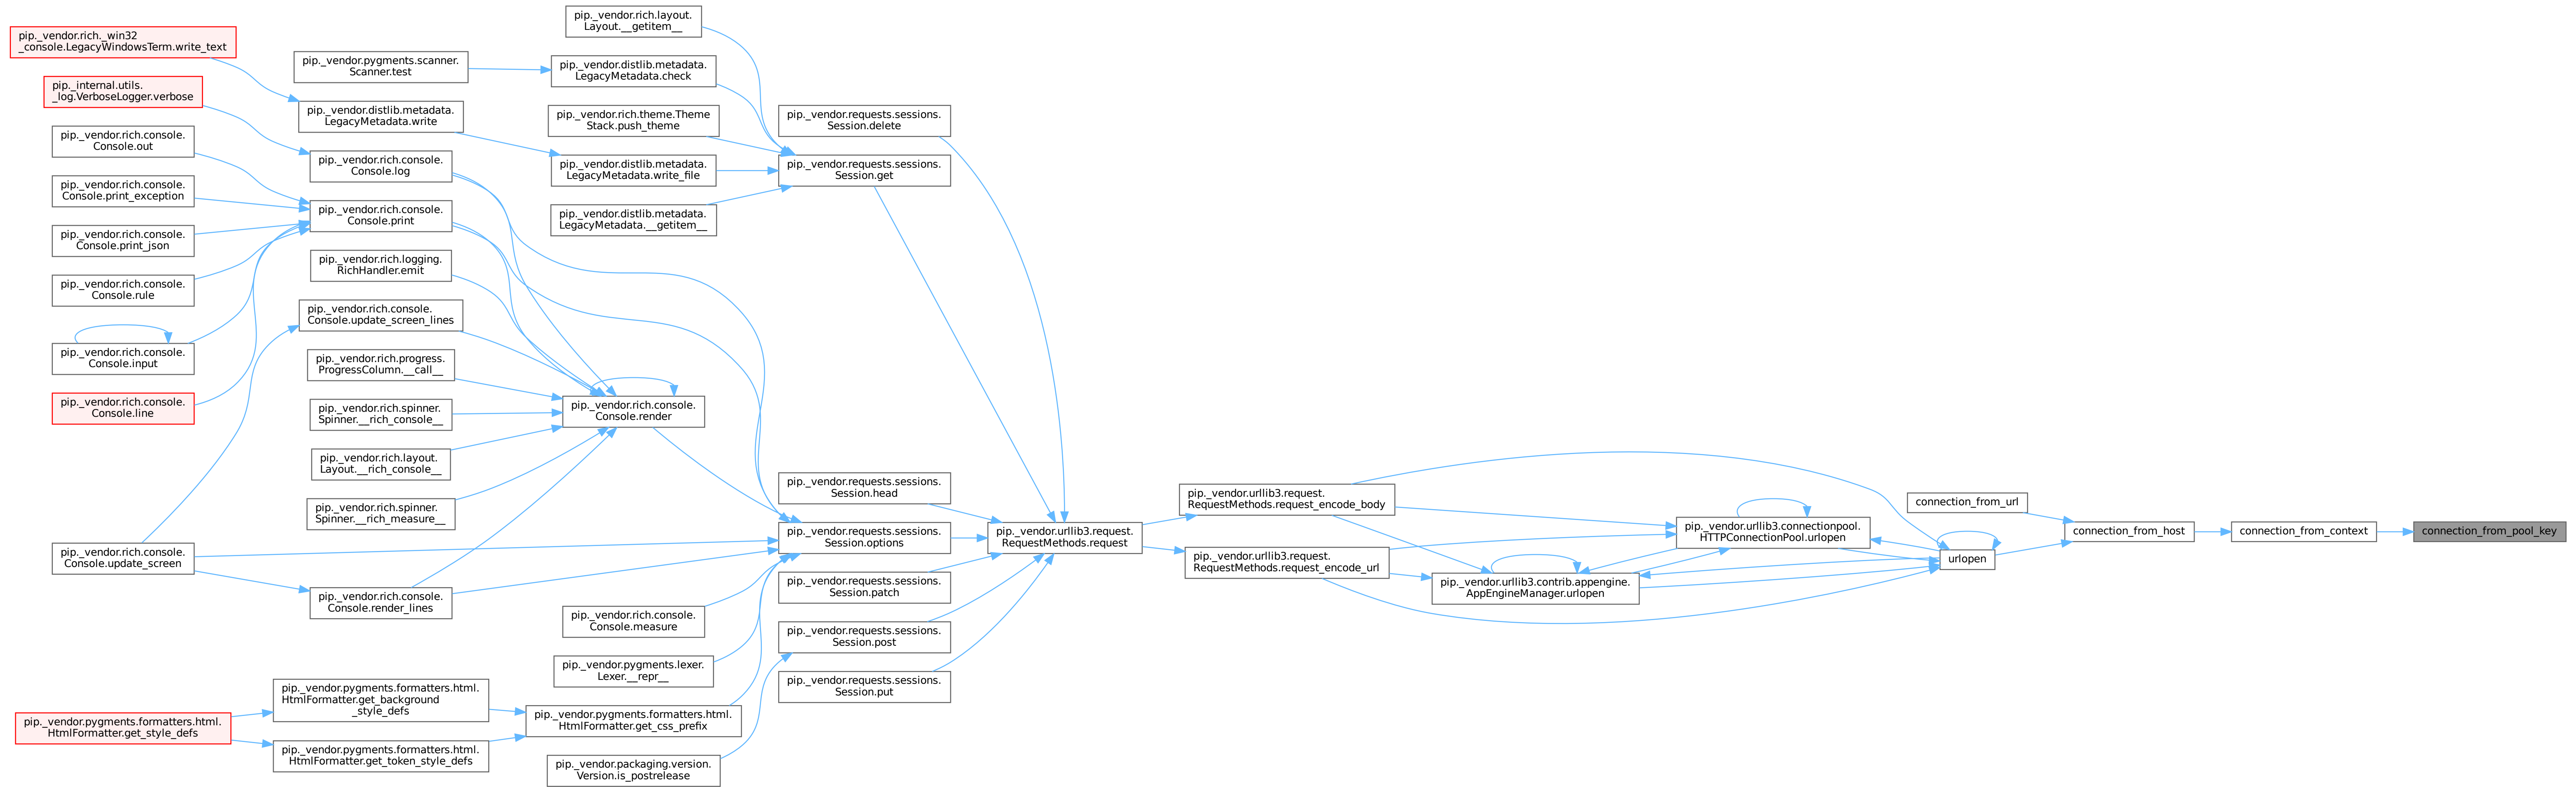 pip._vendor.rich._win32
_console.LegacyWindowsTerm.write_text
pip._internal.utils.
_log.VerboseLogger.verbose
pip._vendor.rich.console.
Console.out
pip._vendor.rich.console.
Console.print_exception
pip._vendor.rich.console.
Console.print_json
pip._vendor.rich.console.
Console.rule
pip._vendor.rich.console.
Console.input
pip._vendor.rich.console.
Console.line
pip._vendor.rich.console.
Console.update_screen
pip._vendor.pygments.formatters.html.
HtmlFormatter.get_style_defs
pip._vendor.pygments.scanner.
Scanner.test
pip._vendor.distlib.metadata.
LegacyMetadata.write
pip._vendor.rich.console.
Console.log
pip._vendor.rich.console.
Console.print
pip._vendor.rich.logging.
RichHandler.emit
pip._vendor.rich.console.
Console.update_screen_lines
pip._vendor.rich.progress.
ProgressColumn.__call__
pip._vendor.rich.spinner.
Spinner.__rich_console__
pip._vendor.rich.layout.
Layout.__rich_console__
pip._vendor.rich.spinner.
Spinner.__rich_measure__
pip._vendor.rich.console.
Console.render_lines
pip._vendor.pygments.formatters.html.
HtmlFormatter.get_background
_style_defs
pip._vendor.pygments.formatters.html.
HtmlFormatter.get_token_style_defs
pip._vendor.rich.layout.
Layout.__getitem__
pip._vendor.distlib.metadata.
LegacyMetadata.check
pip._vendor.rich.theme.Theme
Stack.push_theme
pip._vendor.distlib.metadata.
LegacyMetadata.write_file
pip._vendor.distlib.metadata.
LegacyMetadata.__getitem__
pip._vendor.rich.console.
Console.render
pip._vendor.rich.console.
Console.measure
pip._vendor.pygments.lexer.
Lexer.__repr__
pip._vendor.pygments.formatters.html.
HtmlFormatter.get_css_prefix
pip._vendor.packaging.version.
Version.is_postrelease
pip._vendor.requests.sessions.
Session.delete
pip._vendor.requests.sessions.
Session.get
pip._vendor.requests.sessions.
Session.head
pip._vendor.requests.sessions.
Session.options
pip._vendor.requests.sessions.
Session.patch
pip._vendor.requests.sessions.
Session.post
pip._vendor.requests.sessions.
Session.put
pip._vendor.urllib3.request.
RequestMethods.request
pip._vendor.urllib3.request.
RequestMethods.request_encode_body
pip._vendor.urllib3.request.
RequestMethods.request_encode_url
pip._vendor.urllib3.contrib.appengine.
AppEngineManager.urlopen
pip._vendor.urllib3.connectionpool.
HTTPConnectionPool.urlopen
connection_from_url
urlopen
connection_from_host
connection_from_context
connection_from_pool_key